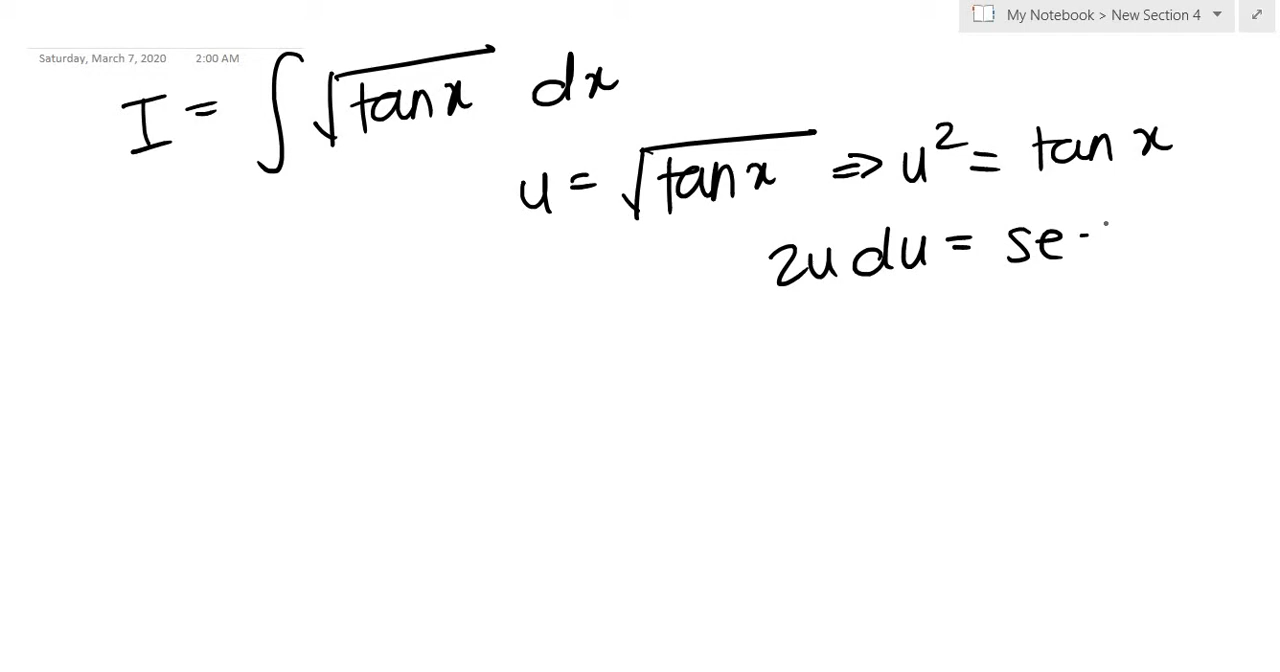 My Notebook > New Section 4
Saturday, March 7, 2020 2:00 AM
I = ∫ √tan x dx
u = √tan x ⇒ u² = tan x
2u du = se